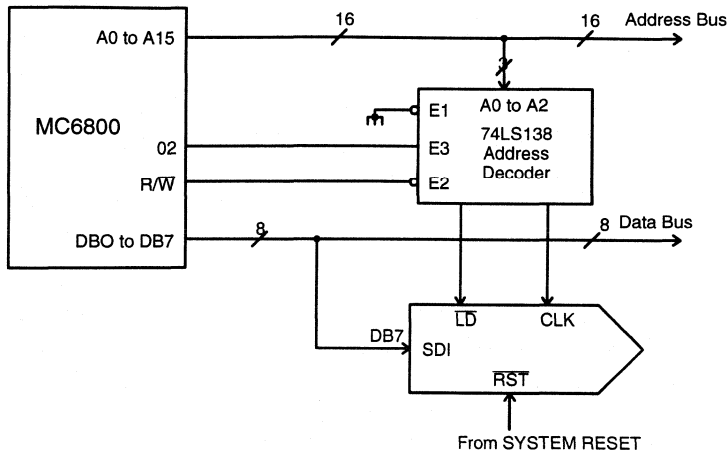 16
16
Address Bus
A0 to A15
3
MC6800
E1
A0 to A2
74LS138
Address
Decoder
02
E3
R/W
E2
DBO to DB7
8
8
Data Bus
LD
CLK
DB7
SDI
RST
From SYSTEM RESET